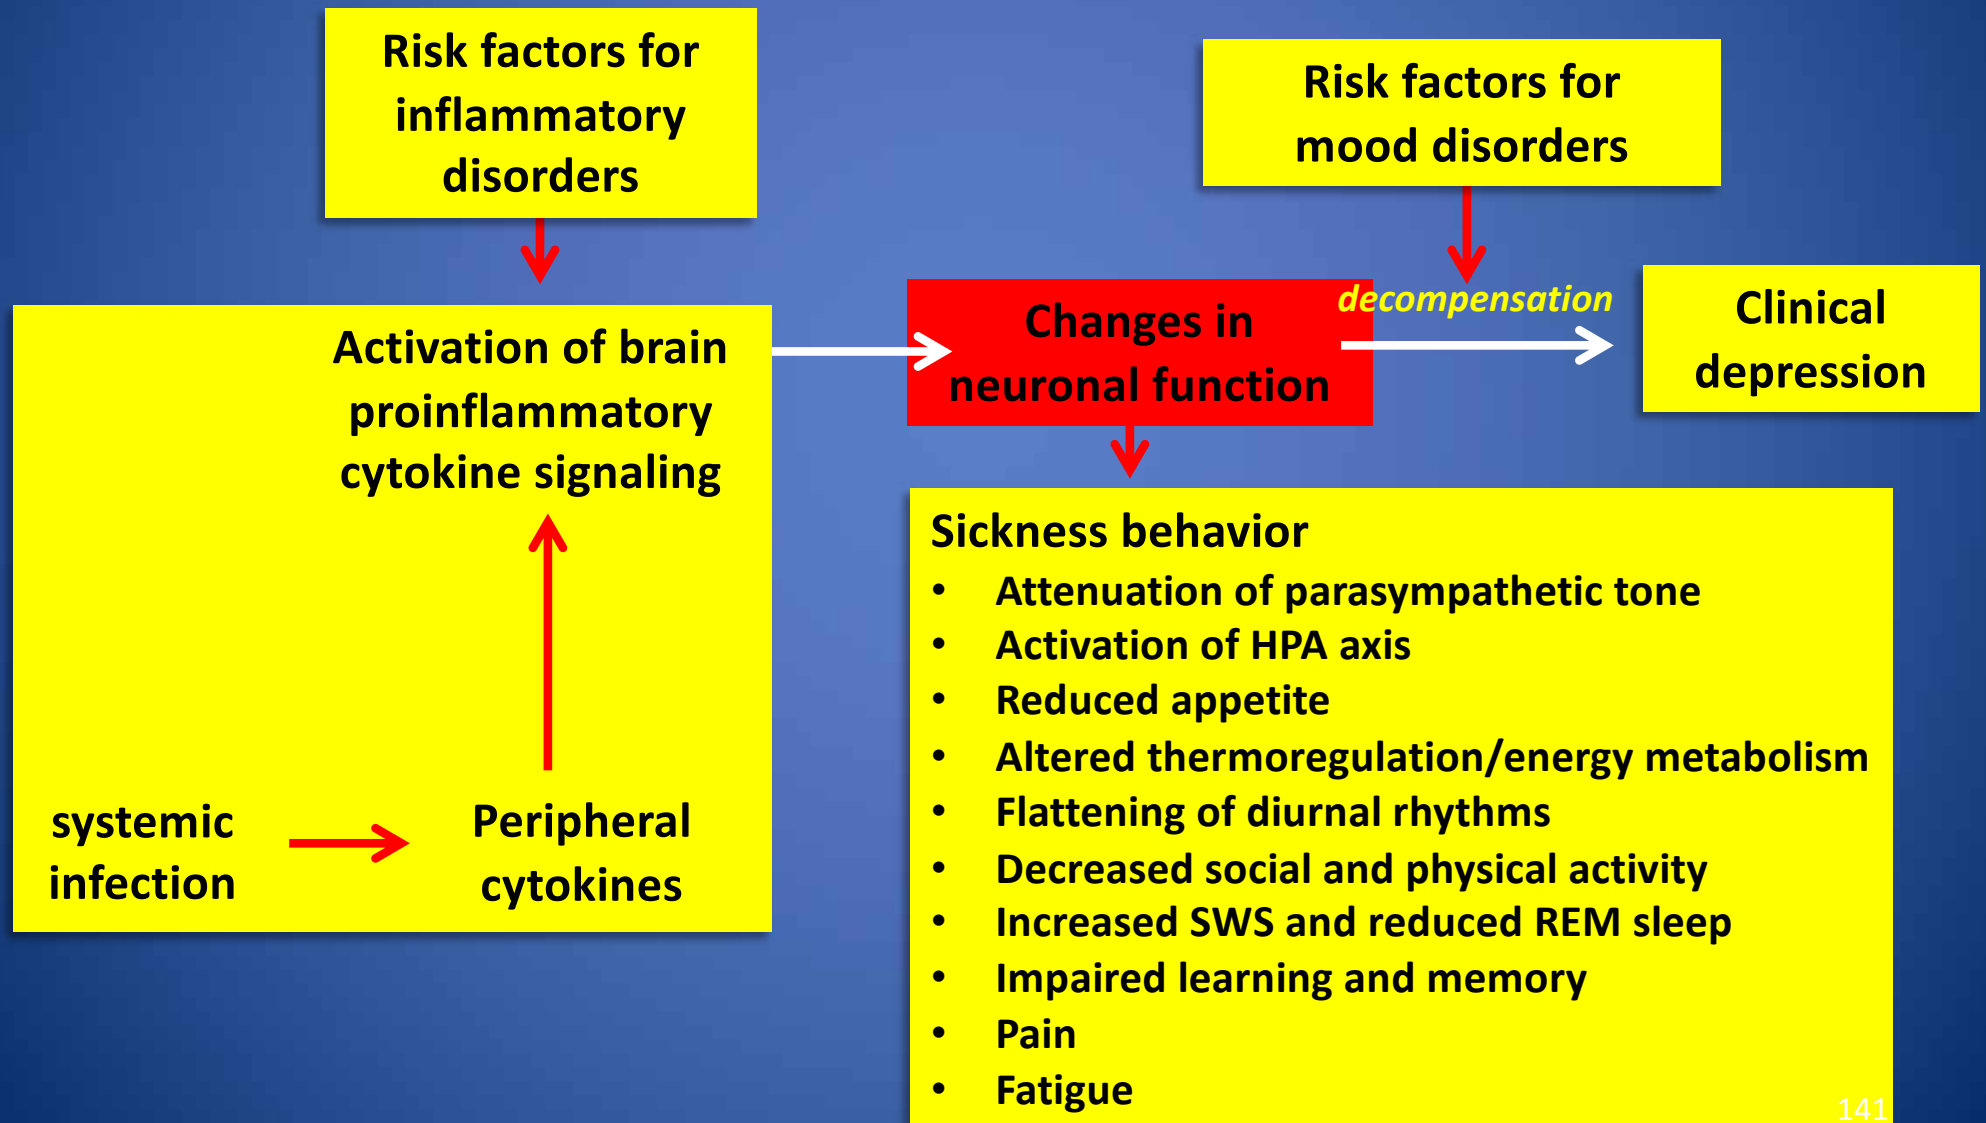 Risk factors for
inflammatory
disorders
Risk factors for
mood disorders
Activation of brain
proinflammatory
cytokine signaling
systemic
infection
Peripheral
cytokines
Changes in
neuronal function
decompensation
Clinical
depression
Sickness behavior
• Attenuation of parasympathetic tone
• Activation of HPA axis
• Reduced appetite
• Altered thermoregulation/energy metabolism
• Flattening of diurnal rhythms
• Decreased social and physical activity
• Increased SWS and reduced REM sleep
• Impaired learning and memory
• Pain
• Fatigue
141